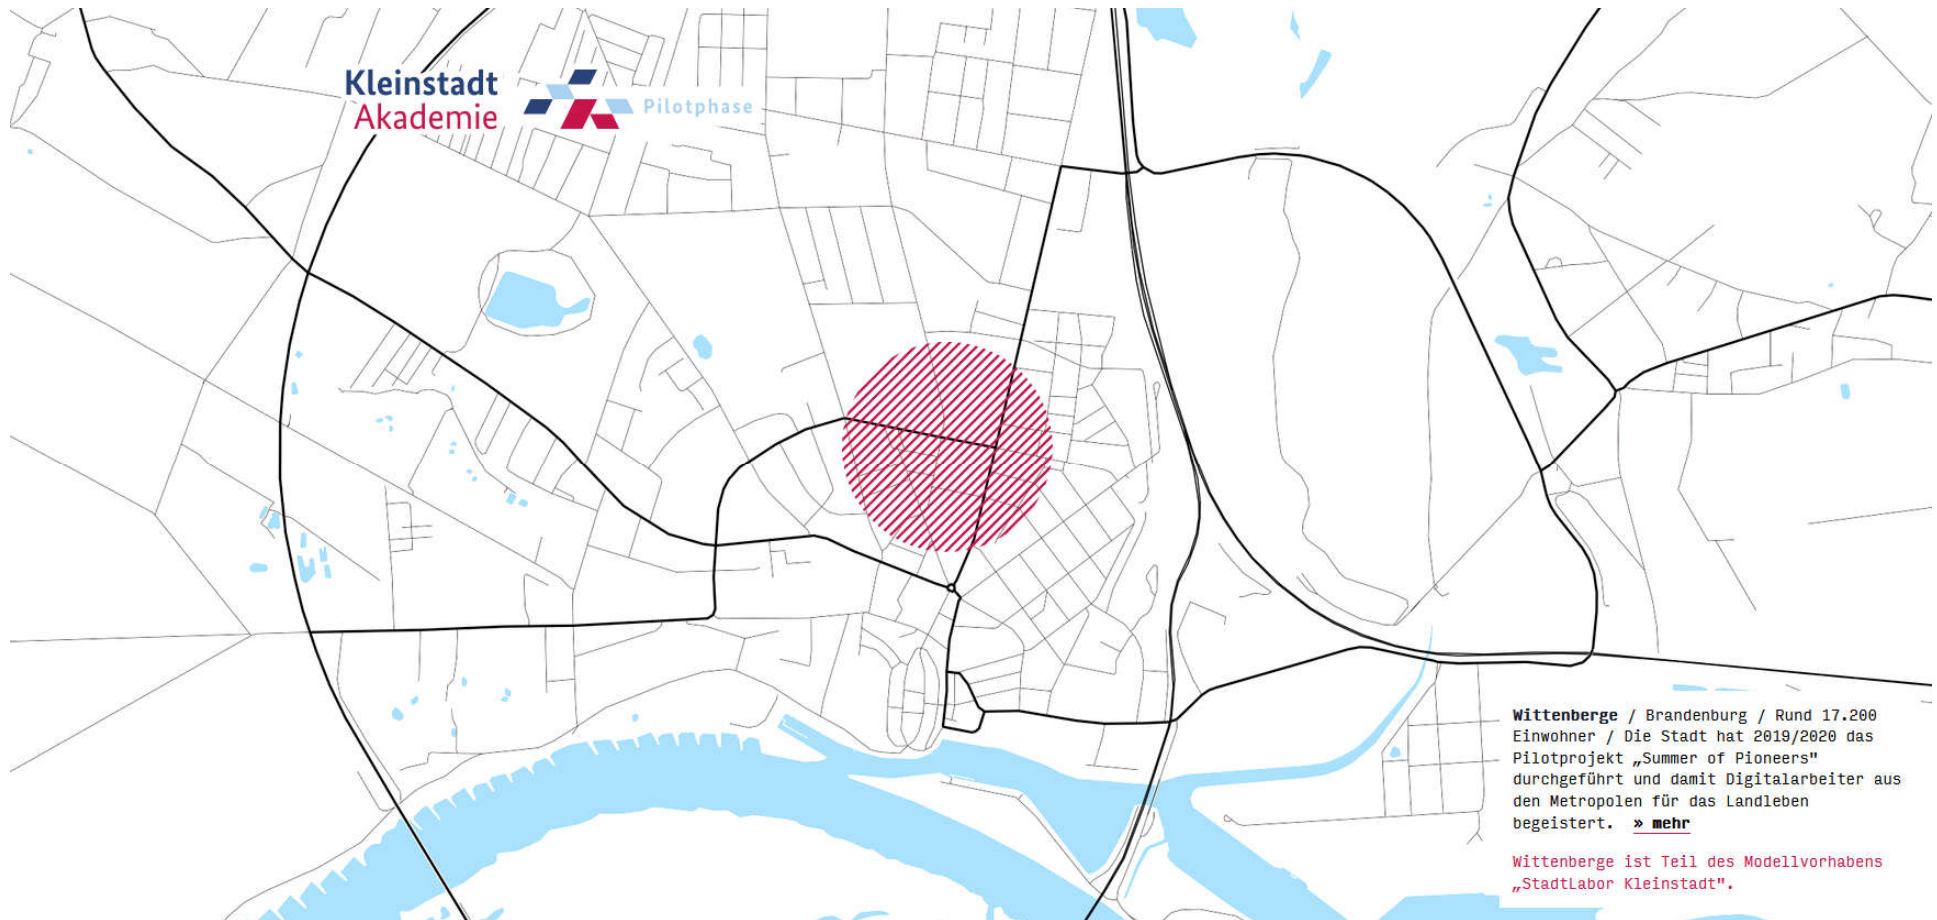 Kleinstadt
Akademie
Pilotphase
Wittenberge / Brandenburg / Rund 17.200
Einwohner / Die Stadt hat 2019/2020 das
Pilotprojekt „Summer of Pioneers"
durchgeführt und damit Digitalarbeiter aus
den Metropolen für das Landleben
begeistert. » mehr
Wittenberge ist Teil des Modellvorhabens
„StadtLabor Kleinstadt".